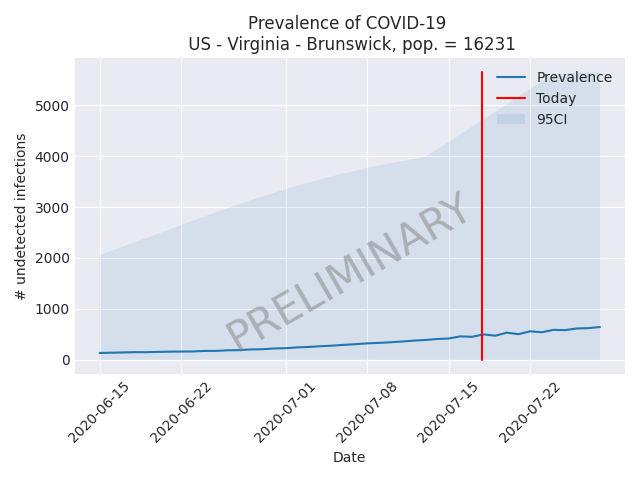 Prevalence of COVID-19
US - Virginia - Brunswick, pop. = 16231
# undetected infections
5000
4000
3000
2000
1000
0
Prevalence
Today
95CI
PRELIMINARY
2020-06-15
2020-06-22
2020-07-01
2020-07-08
2020-07-15
2020-07-22
Date